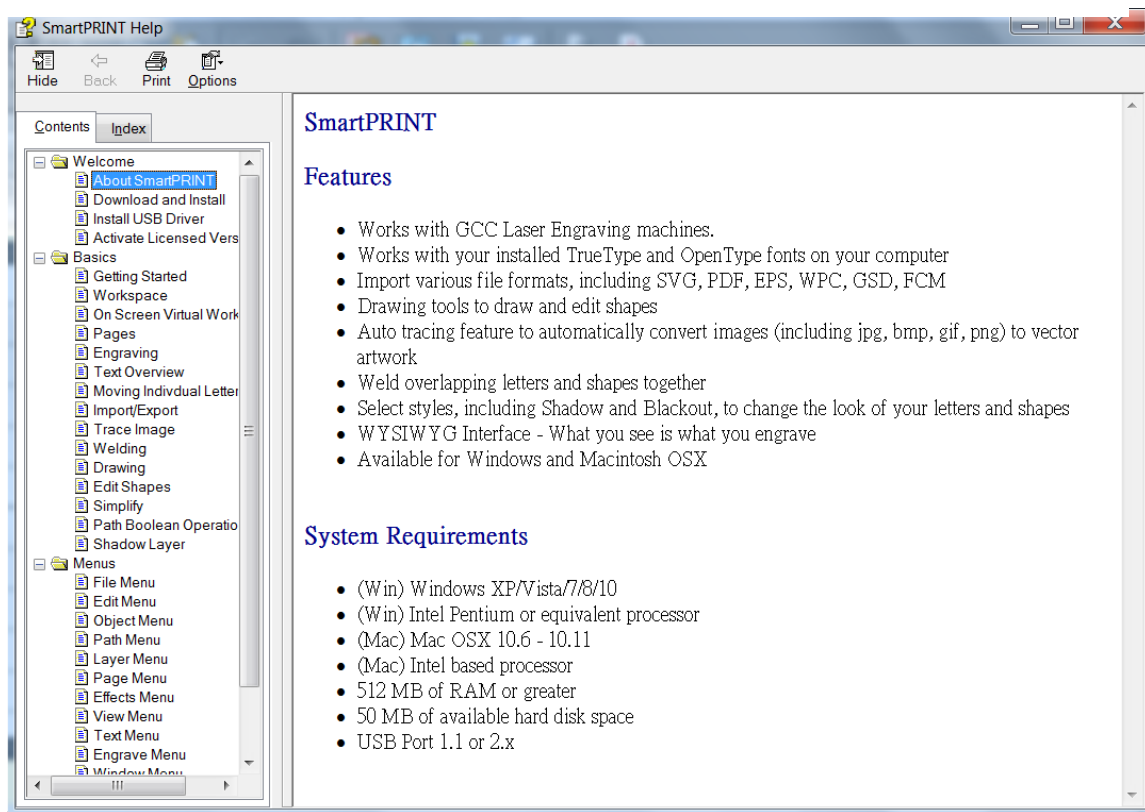 SmartPRINT Help
Hide Back Print Options
Contents Index
Welcome
About SmartPRINT
Download and Install
Install USB Driver
Activate Licensed Vers
Basics
Getting Started
Workspace
On Screen Virtual Work
Pages
Engraving
Text Overview
Moving Indivdual Letter
Import/Export
Trace Image
Welding
Drawing
Edit Shapes
Simplify
Path Boolean Operatio
Shadow Layer
Menus
File Menu
Edit Menu
Object Menu
Path Menu
Layer Menu
Page Menu
Effects Menu
View Menu
Text Menu
Engrave Menu
Window Menu
SmartPRINT
Features
• Works with GCC Laser Engraving machines.
• Works with your installed TrueType and OpenType fonts on your computer
• Import various file formats, including SVG, PDF, EPS, WPC, GSD, FCM
• Drawing tools to draw and edit shapes
• Auto tracing feature to automatically convert images (including jpg, bmp, gif, png) to vector
artwork
• Weld overlapping letters and shapes together
• Select styles, including Shadow and Blackout, to change the look of your letters and shapes
• WYSIWYG Interface - What you see is what you engrave
• Available for Windows and Macintosh OSX
System Requirements
• (Win) Windows XP/Vista/7/8/10
• (Win) Intel Pentium or equivalent processor
• (Mac) Mac OSX 10.6 - 10.11
• (Mac) Intel based processor
• 512 MB of RAM or greater
• 50 MB of available hard disk space
• USB Port 1.1 or 2.x